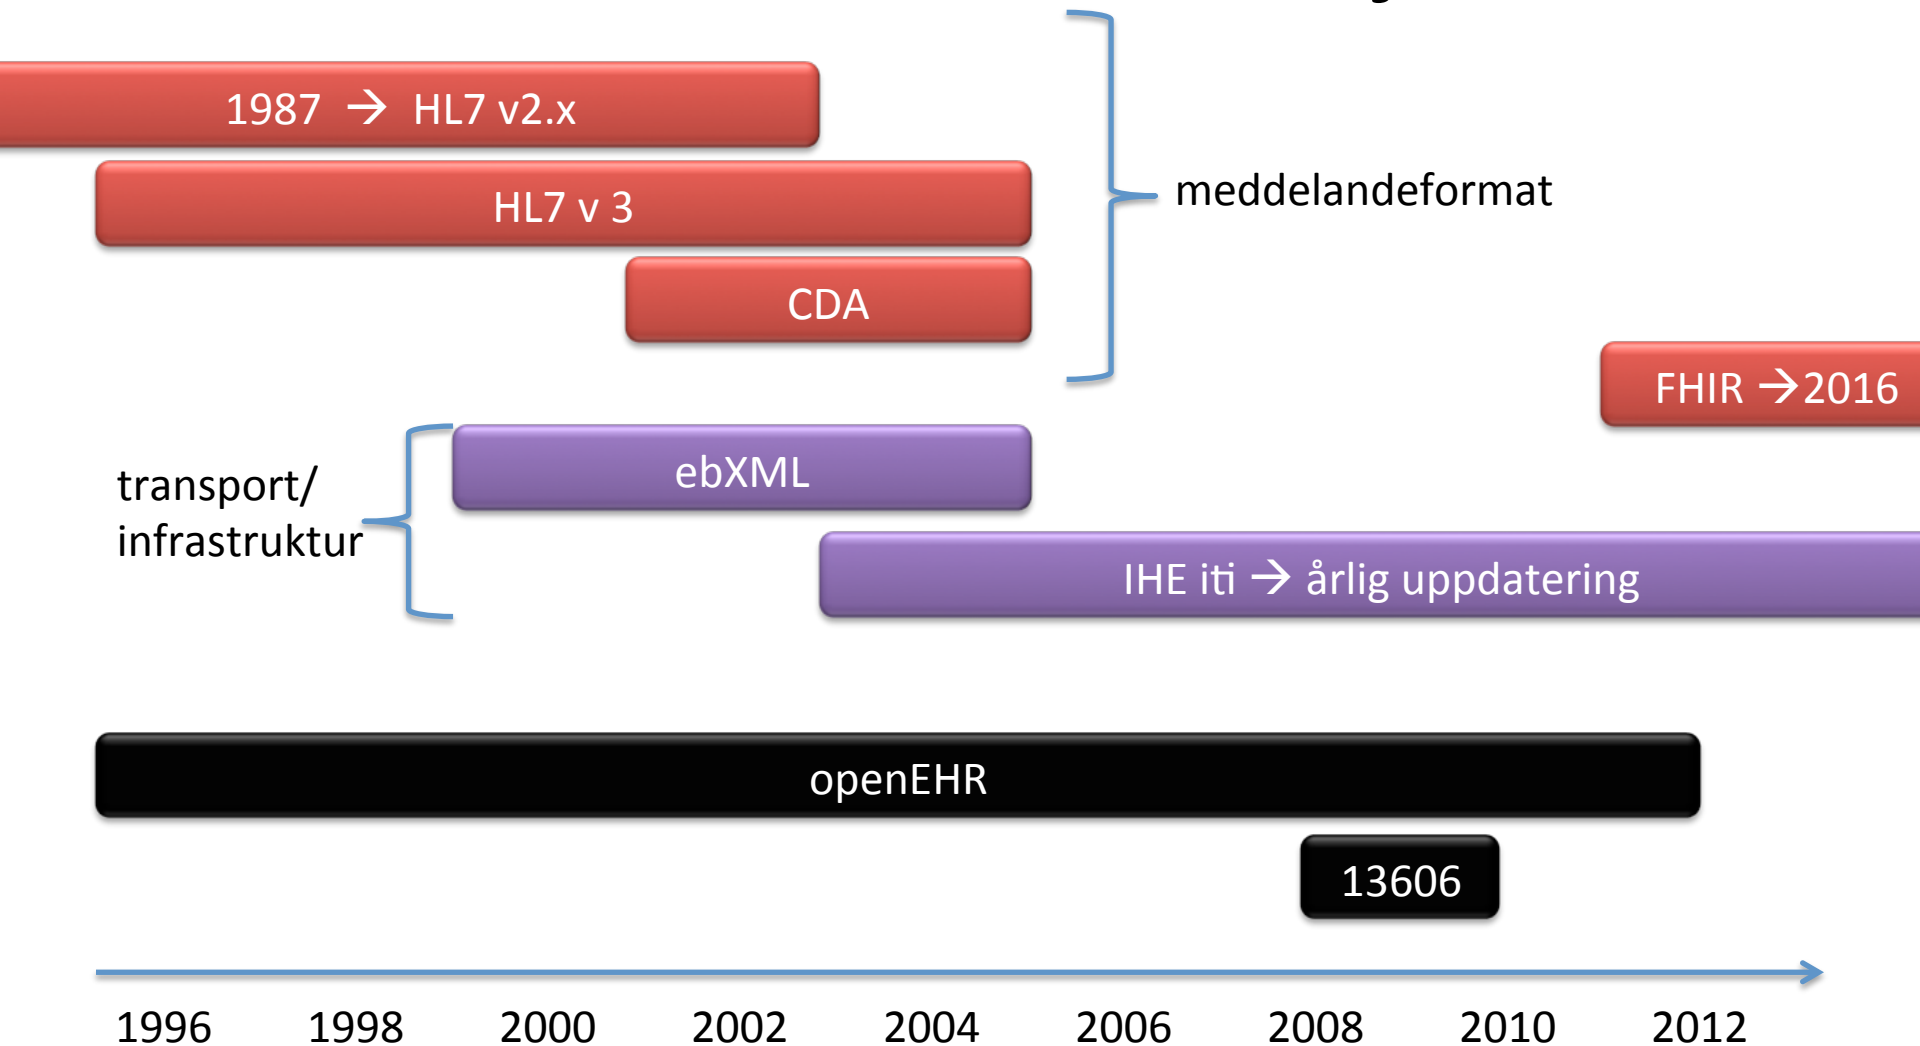 1987 → HL7 v2.x
HL7 v 3
meddelandeformat
CDA
FHIR →2016
ebXML
transport/
infrastruktur
IHE iti → årlig uppdatering
openEHR
13606
1996 1998 2000 2002 2004 2006 2008 2010 2012